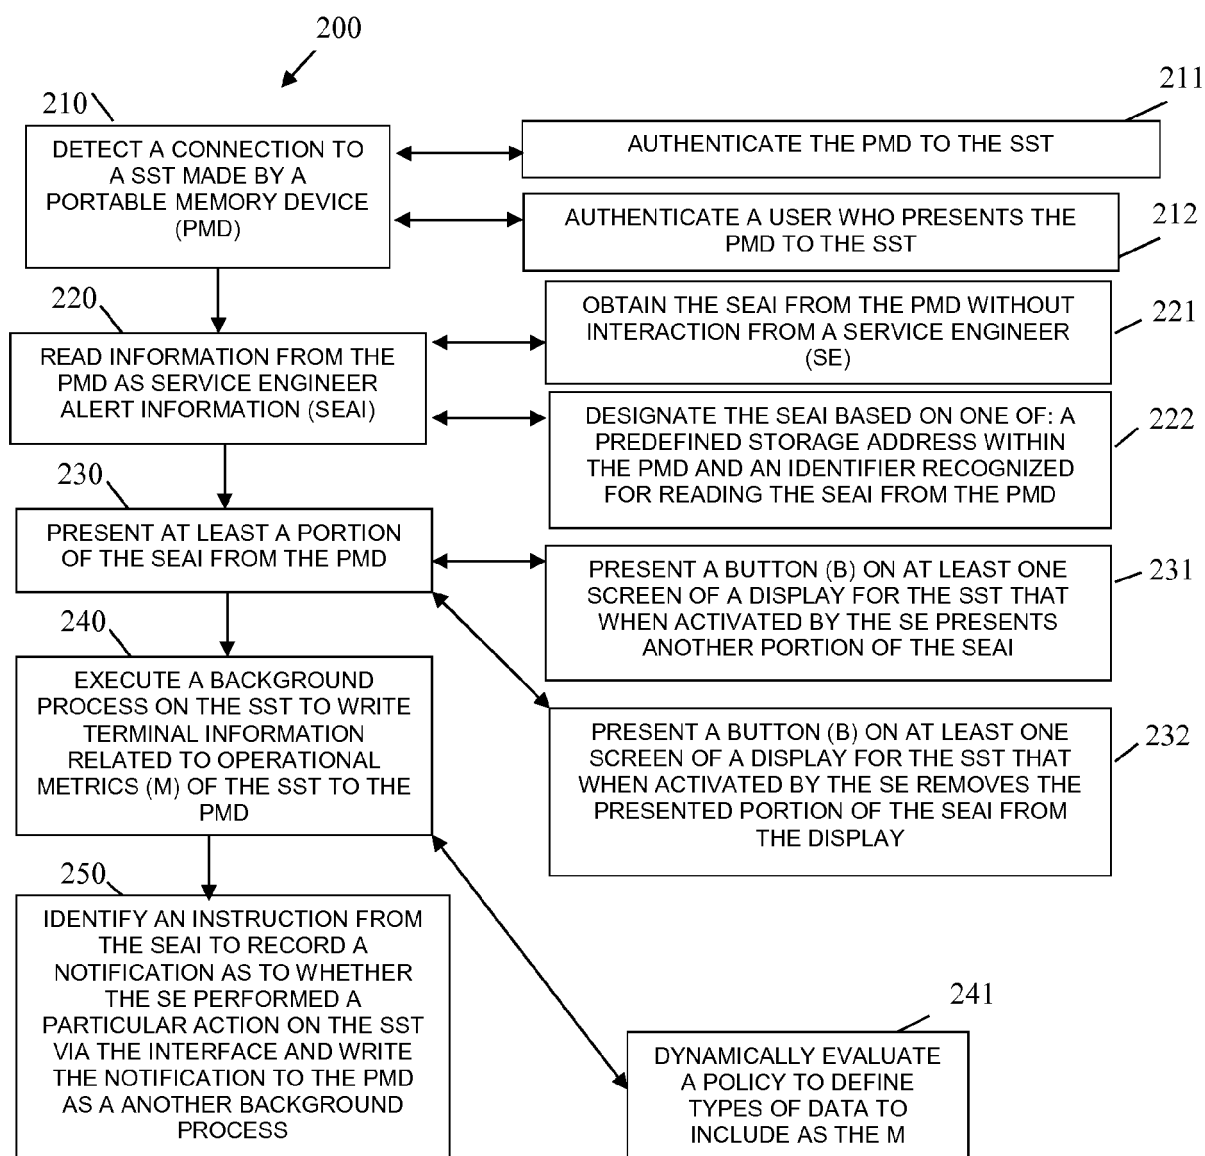 200
210
DETECT A CONNECTION TO
A SST MADE BY A
PORTABLE MEMORY DEVICE
(PMD)
211
AUTHENTICATE THE PMD TO THE SST
212
AUTHENTICATE A USER WHO PRESENTS THE
PMD TO THE SST
220
READ INFORMATION FROM THE
PMD AS SERVICE ENGINEER
ALERT INFORMATION (SEAI)
221
OBTAIN THE SEAI FROM THE PMD WITHOUT
INTERACTION FROM A SERVICE ENGINEER
(SE)
222
DESIGNATE THE SEAI BASED ON ONE OF: A
PREDEFINED STORAGE ADDRESS WITHIN
THE PMD AND AN IDENTIFIER RECOGNIZED
FOR READING THE SEAI FROM THE PMD
230
PRESENT AT LEAST A PORTION
OF THE SEAI FROM THE PMD
231
PRESENT A BUTTON (B) ON AT LEAST ONE
SCREEN OF A DISPLAY FOR THE SST THAT
WHEN ACTIVATED BY THE SE PRESENTS
ANOTHER PORTION OF THE SEAI
232
PRESENT A BUTTON (B) ON AT LEAST ONE
SCREEN OF A DISPLAY FOR THE SST THAT
WHEN ACTIVATED BY THE SE REMOVES THE
PRESENTED PORTION OF THE SEAI FROM
THE DISPLAY
240
EXECUTE A BACKGROUND
PROCESS ON THE SST TO WRITE
TERMINAL INFORMATION
RELATED TO OPERATIONAL
METRICS (M) OF THE SST TO THE
PMD
241
DYNAMICALLY EVALUATE
A POLICY TO DEFINE
TYPES OF DATA TO
INCLUDE AS THE M
250
IDENTIFY AN INSTRUCTION FROM
THE SEAI TO RECORD A
NOTIFICATION AS TO WHETHER
THE SE PERFORMED A
PARTICULAR ACTION ON THE SST
VIA THE INTERFACE AND WRITE
THE NOTIFICATION TO THE PMD
AS A ANOTHER BACKGROUND
PROCESS